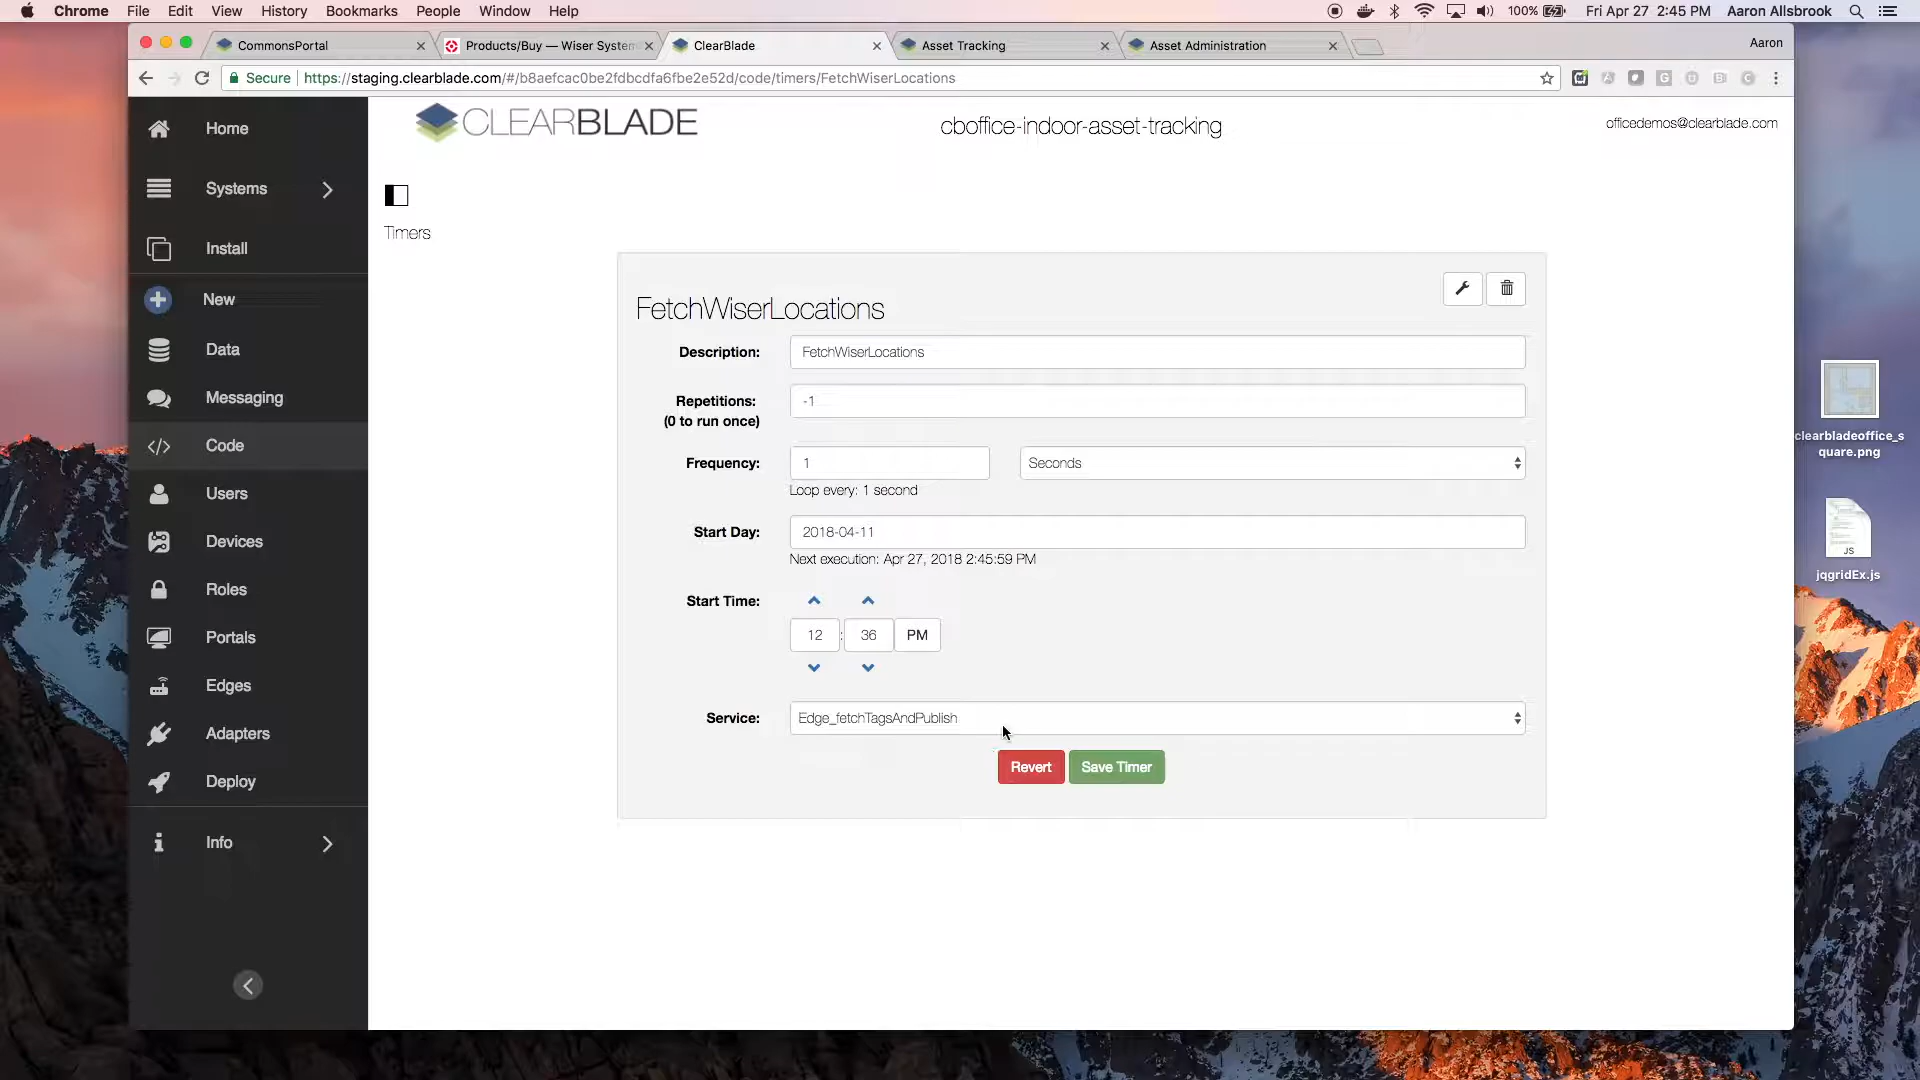 Chrome File Edit View History Bookmarks People Window Help 100% Fri Apr 27 2:45 PM Aaron Allsbrook
CommonsPortal
Products/Buy — Wiser System
ClearBlade
Asset Tracking
Asset Administration
Aaron
Secure https://staging.clearblade.com/#/b8aefcac0be2fdbcdfa6fbe2e52d/code/timers/FetchWiserLocations
Home
Systems
Install
New
Data
Messaging
Code
Users
Devices
Roles
Portals
Edges
Adapters
Deploy
Info
CLEARBLADE
cboffice-indoor-asset-tracking
officedemos@clearblade.com
Timers
FetchWiserLocations
Description: FetchWiserLocations
Repetitions: -1
(0 to run once)
Frequency: 1 Seconds
Loop every: 1 second
Start Day: 2018-04-11
Next execution: Apr 27, 2018 2:45:59 PM
Start Time:
12 : 36 PM
Service: Edge_fetchTagsAndPublish
Revert Save Timer
clearbladeoffice_s
quare.png
JS
jqgridEx.js